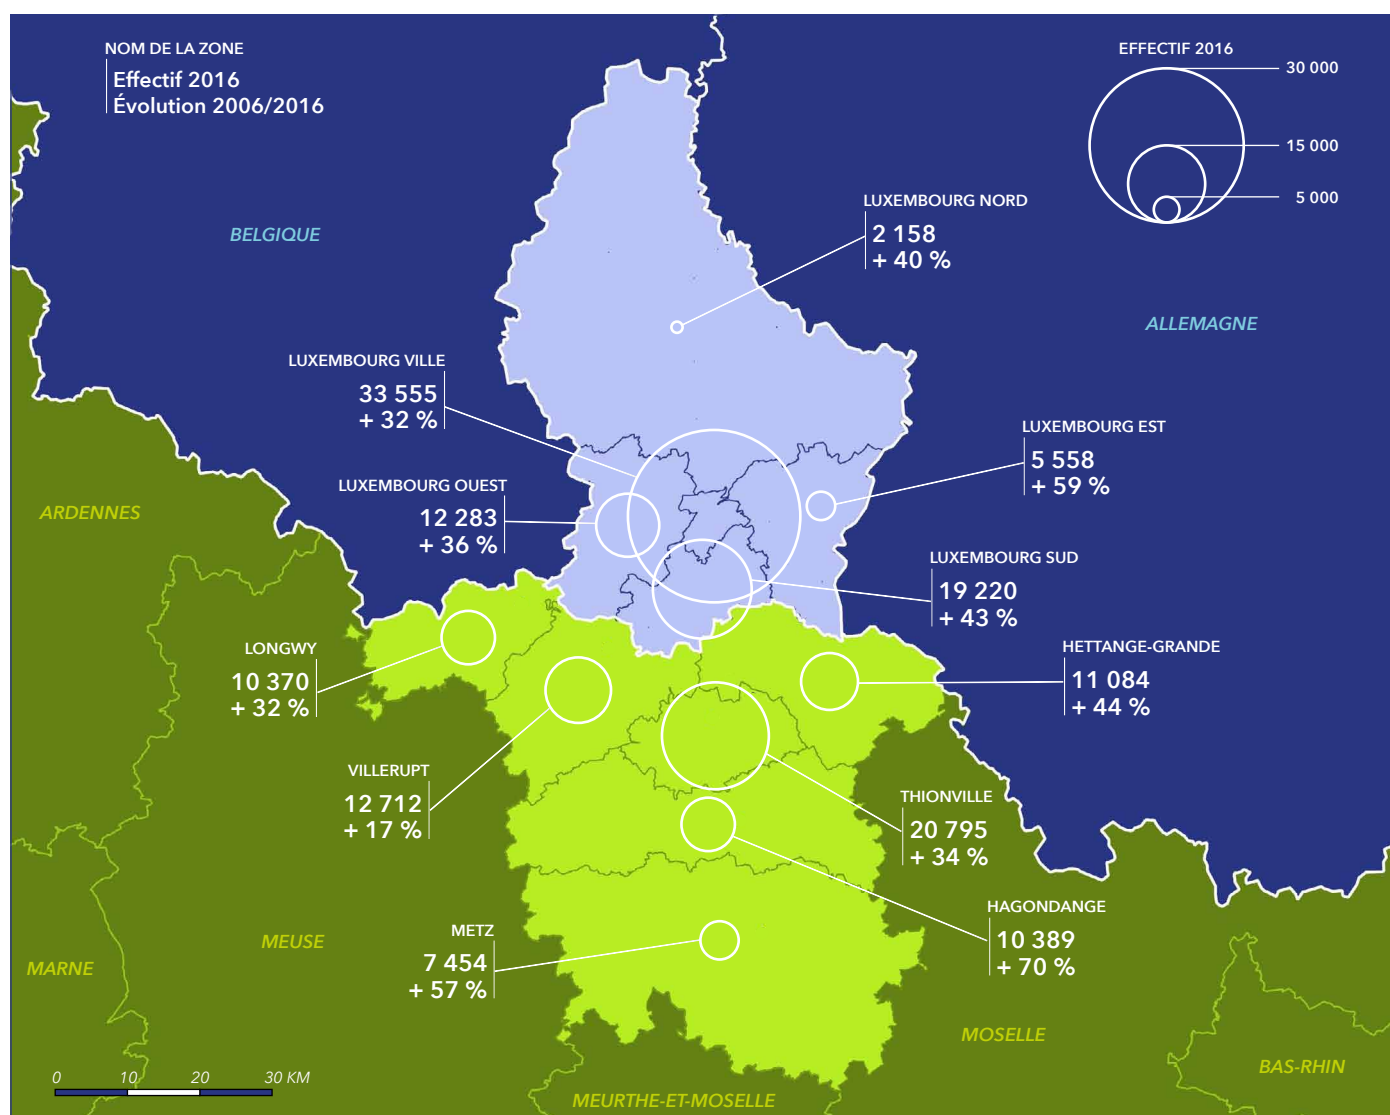 NOM DE LA ZONE
Effectif 2016
Évolution 2006/2016
EFFECTIF 2016
30 000
15 000
5 000
BELGIQUE
LUXEMBOURG NORD
2 158
+ 40 %
ALLEMAGNE
LUXEMBOURG VILLE
33 555
+ 32 %
LUXEMBOURG EST
5 558
+ 59 %
LUXEMBOURG OUEST
12 283
+ 36 %
ARDENNES
LUXEMBOURG SUD
19 220
+ 43 %
LONGWY
10 370
+ 32 %
HETTANGE-GRANDE
11 084
+ 44 %
VILLERUPT
12 712
+ 17 %
THIONVILLE
20 795
+ 34 %
HAGONDANGE
10 389
+ 70 %
METZ
7 454
+ 57 %
MEUSE
MARNE
MOSELLE
BAS-RHIN
MEURTHE-ET-MOSELLE
0 10 20 30 KM